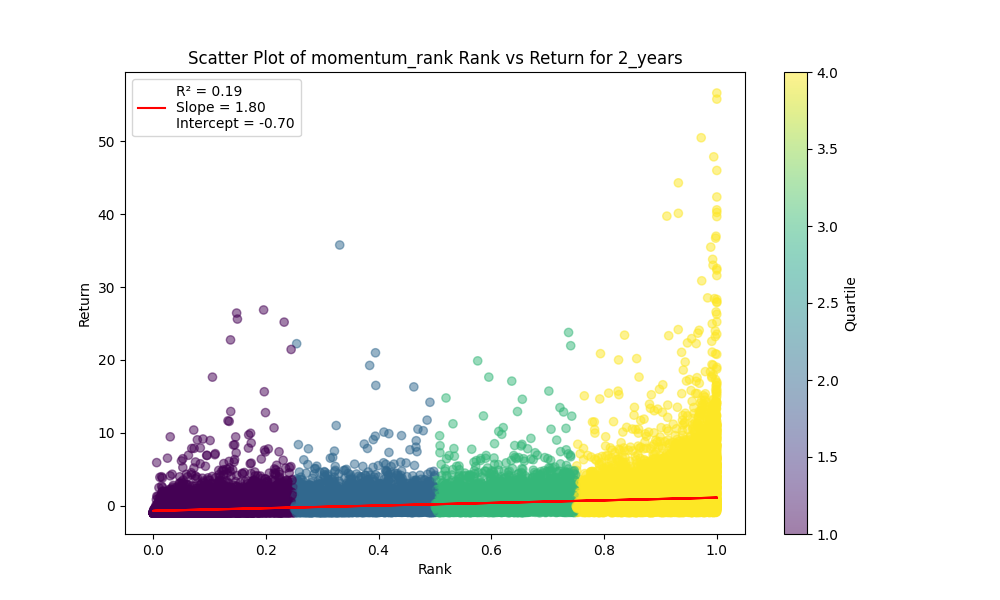 Scatter Plot of momentum_rank Rank vs Return for 2_years
R² = 0.19
Slope = 1.80
Intercept = -0.70
Return
50
40
30
20
10
0
0.0 0.2 0.4 0.6 0.8 1.0
Rank
4.0
3.5
3.0
2.5
2.0
1.5
1.0
Quartile